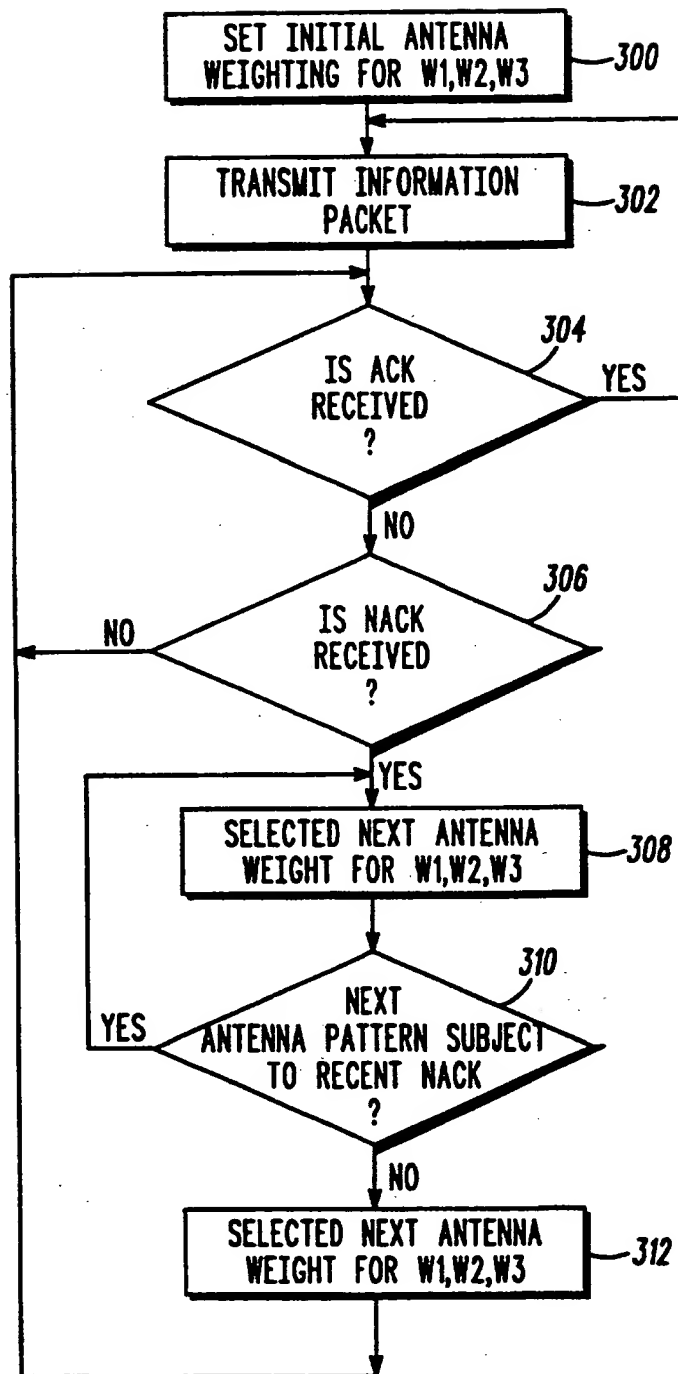 SET INITIAL ANTENNA
WEIGHTING FOR W1,W2,W3
300
TRANSMIT INFORMATION
PACKET
302
304
IS ACK
RECEIVED
?
YES
NO
306
IS NACK
RECEIVED
?
NO
YES
SELECTED NEXT ANTENNA
WEIGHT FOR W1,W2,W3
308
310
NEXT
ANTENNA PATTERN SUBJECT
TO RECENT NACK
?
YES
NO
SELECTED NEXT ANTENNA
WEIGHT FOR W1,W2,W3
312